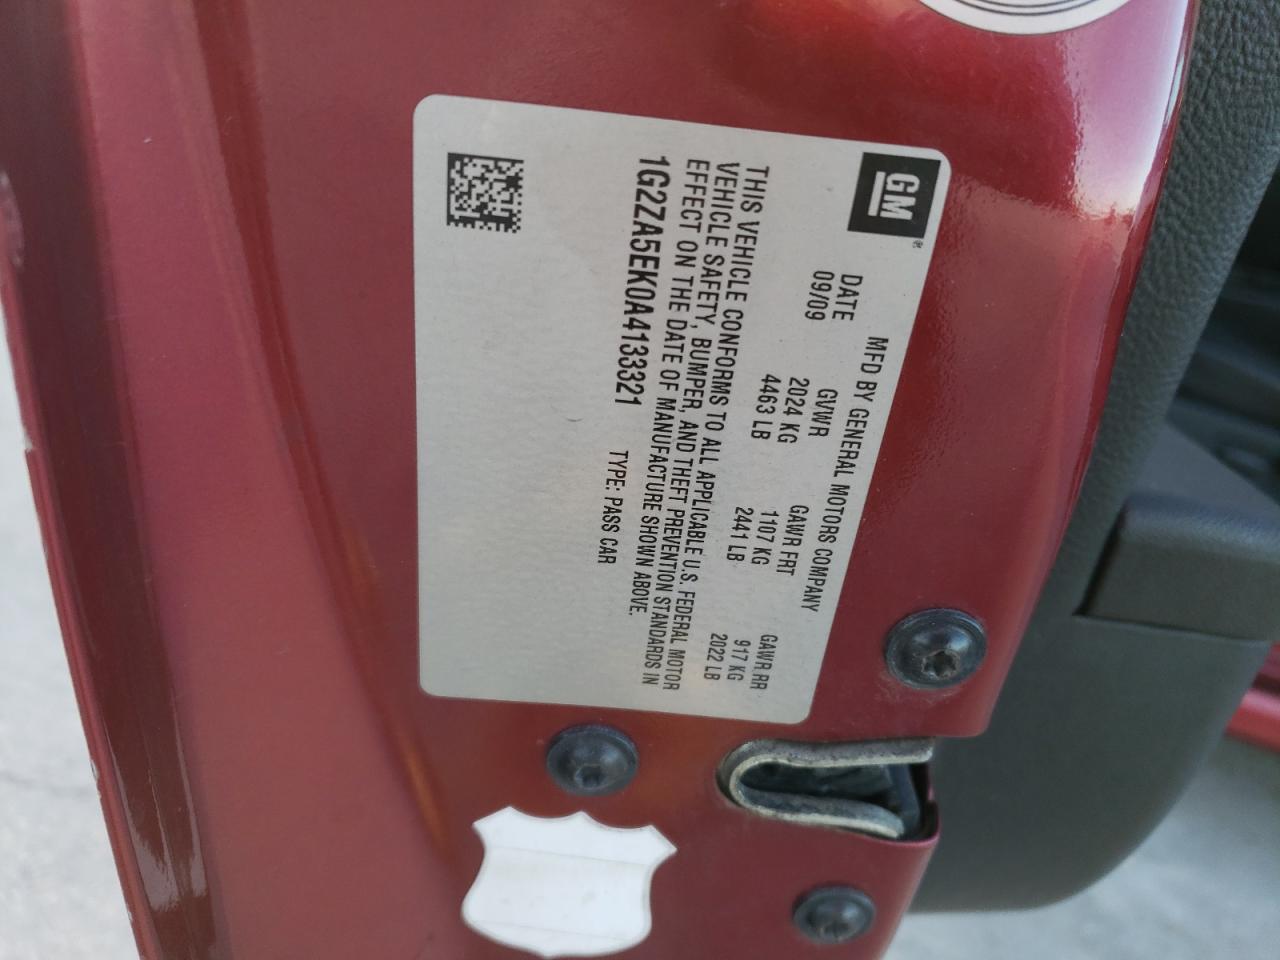 GM®
MFD BY GENERAL MOTORS COMPANY
DATE GVWR GAWR FRT GAWR RR
09/09 2024 KG 1107 KG 917 KG
4463 LB 2441 LB 2022 LB
THIS VEHICLE CONFORMS TO ALL APPLICABLE U.S. FEDERAL MOTOR
VEHICLE SAFETY, BUMPER, AND THEFT PREVENTION STANDARDS IN
EFFECT ON THE DATE OF MANUFACTURE SHOWN ABOVE.
1G2ZA5EK0A4133321 TYPE: PASS CAR